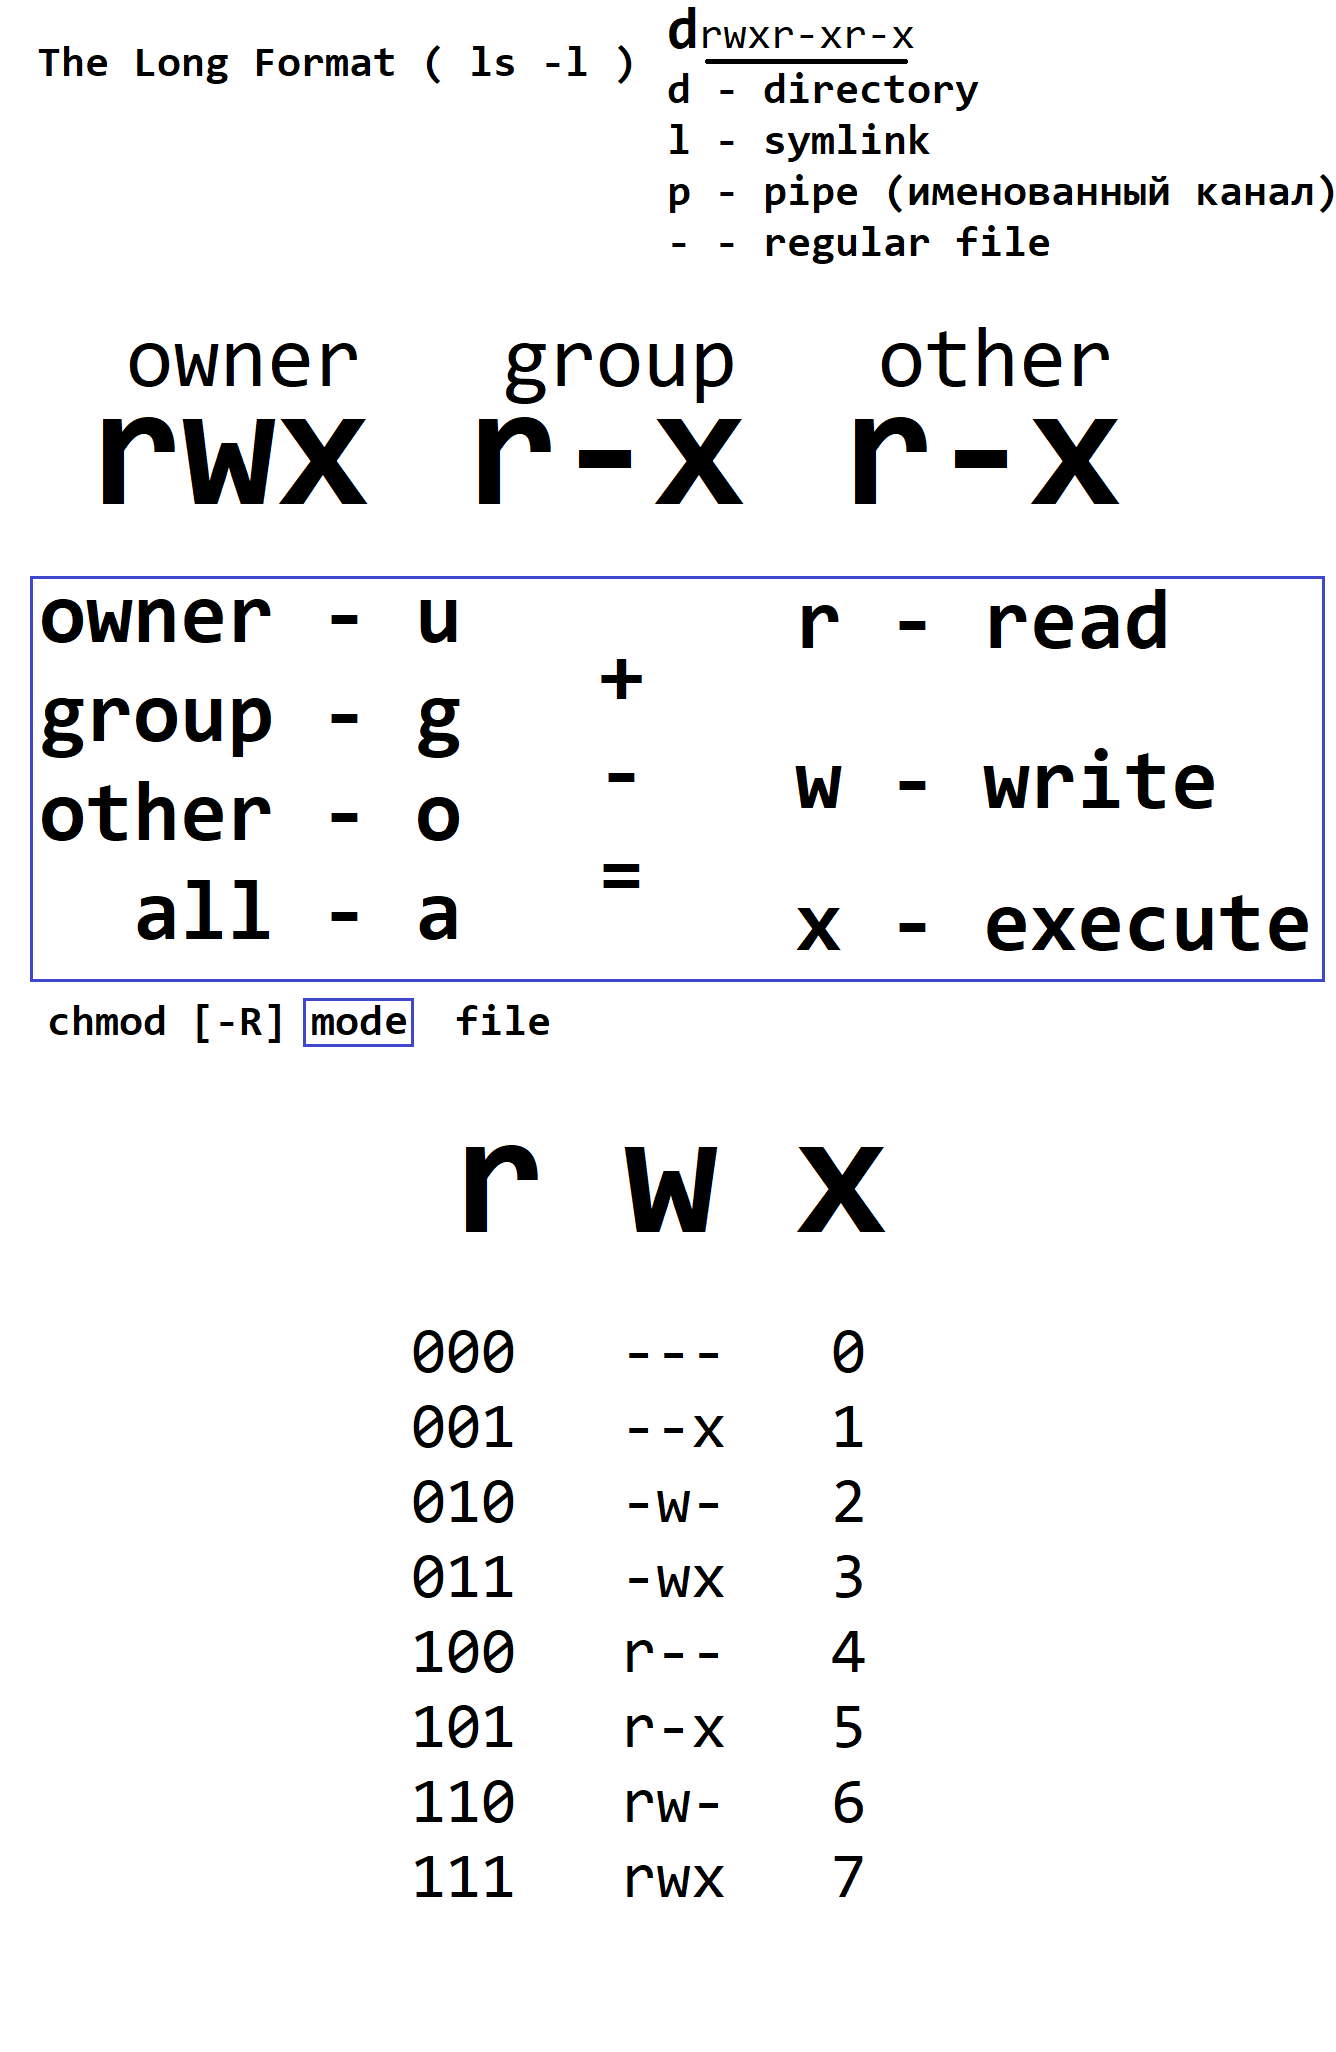 The Long Format ( ls -l )
drwxr-xr-x
d - directory
l - symlink
p - pipe (именованный канал)
- - regular file
owner group other
rwx r-x r-x
owner - u
group - g
other - o
all - a
+
-
=
r - read
w - write
x - execute
chmod [-R] mode file
r w x
000 --- 0
001 --x 1
010 -w- 2
011 -wx 3
100 r-- 4
101 r-x 5
110 rw- 6
111 rwx 7